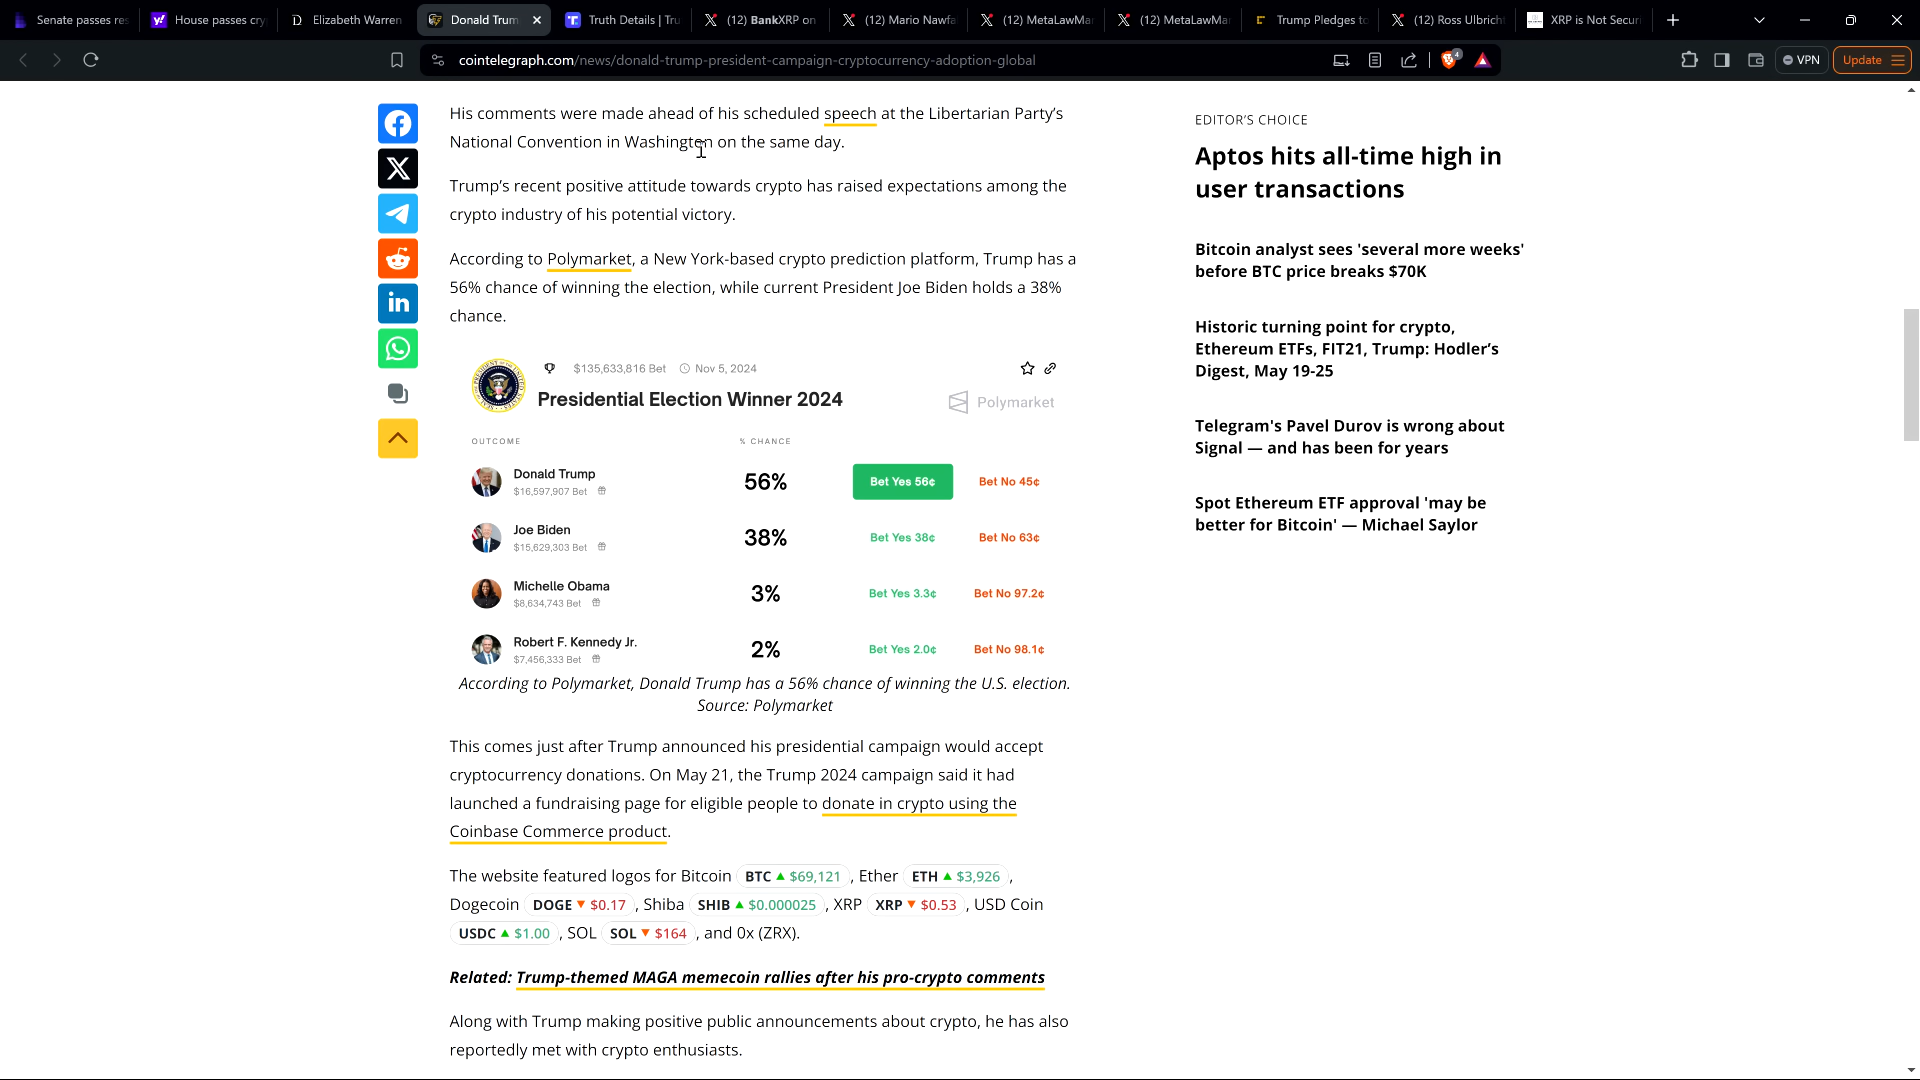 Senate passes res
House passes cry
Elizabeth Warren
Donald Trum
Truth Details | Tru
(12) BankXRP on
(12) Mario Nawfa
(12) MetaLawMa
(12) MetaLawMa
Trump Pledges to
(12) Ross Ulbrich
XRP is Not Secur
cointelegraph.com/news/donald-trump-president-campaign-cryptocurrency-adoption-global
4
VPN
Update
His comments were made ahead of his scheduled speech at the Libertarian Party's
National Convention in Washington on the same day.
Trump's recent positive attitude towards crypto has raised expectations among the
crypto industry of his potential victory.
According to Polymarket, a New York-based crypto prediction platform, Trump has a
56% chance of winning the election, while current President Joe Biden holds a 38%
chance.
$135,633,816 Bet Nov 5, 2024
Presidential Election Winner 2024
Polymarket
OUTCOME % CHANCE
Donald Trump
$16,597,907 Bet
56% Bet Yes 56¢ Bet No 45¢
Joe Biden
$15,629,303 Bet
38% Bet Yes 38¢ Bet No 63¢
Michelle Obama
$8,634,743 Bet
3% Bet Yes 3.3¢ Bet No 97.2¢
Robert F. Kennedy Jr.
$7,456,333 Bet
2% Bet Yes 2.0¢ Bet No 98.1¢
According to Polymarket, Donald Trump has a 56% chance of winning the U.S. election.
Source: Polymarket
This comes just after Trump announced his presidential campaign would accept
cryptocurrency donations. On May 21, the Trump 2024 campaign said it had
launched a fundraising page for eligible people to donate in crypto using the
Coinbase Commerce product.
The website featured logos for Bitcoin BTC ▲ $69,121 , Ether ETH ▲ $3,926 ,
Dogecoin DOGE ▼ $0.17 , Shiba SHIB ▲ $0.000025 , XRP XRP ▼ $0.53 , USD Coin
USDC ▲ $1.00 , SOL SOL ▼ $164 , and 0x (ZRX).
Related: Trump-themed MAGA memecoin rallies after his pro-crypto comments
Along with Trump making positive public announcements about crypto, he has also
reportedly met with crypto enthusiasts.
EDITOR'S CHOICE
Aptos hits all-time high in
user transactions
Bitcoin analyst sees 'several more weeks'
before BTC price breaks $70K
Historic turning point for crypto,
Ethereum ETFs, FIT21, Trump: Hodler's
Digest, May 19-25
Telegram's Pavel Durov is wrong about
Signal — and has been for years
Spot Ethereum ETF approval 'may be
better for Bitcoin' — Michael Saylor